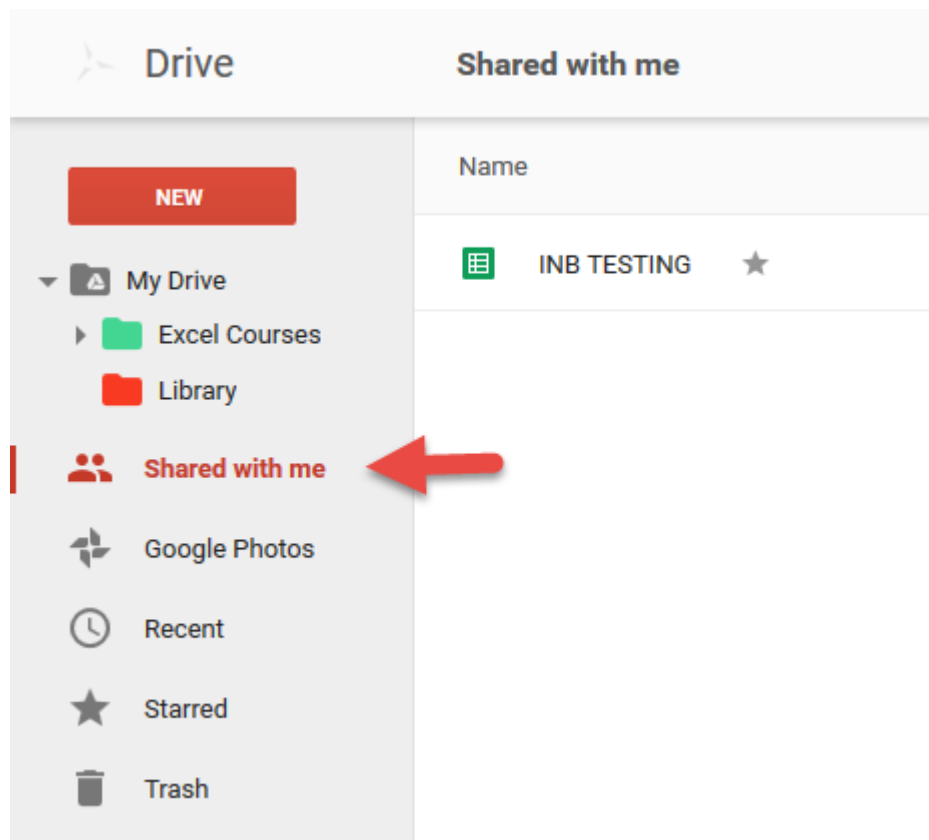 Drive
Shared with me
NEW
My Drive
Excel Courses
Library
Shared with me
Google Photos
Recent
Starred
Trash
Name
INB TESTING